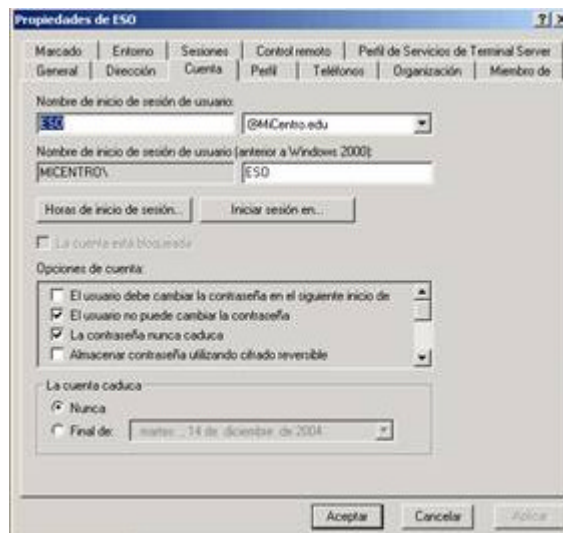 Propiedades de ESO
Marcado Entorno Sesiones Control remoto Perfil de Servicios de Terminal Server
General Dirección Cuenta Perfil Teléfonos Organización Miembro de
Nombre de inicio de sesión de usuario:
ESO @MiCentro.edu
Nombre de inicio de sesión de usuario (anterior a Windows 2000):
MICENTRO\ ESO
Horas de inicio de sesión... Iniciar sesión en...
La cuenta está bloqueada
Opciones de cuenta:
El usuario debe cambiar la contraseña en el siguiente inicio de
El usuario no puede cambiar la contraseña
La contraseña nunca caduca
Almacenar contraseña utilizando cifrado reversible
La cuenta caduca
Nunca
Final de: martes , 14 de diciembre de 2004
Aceptar Cancelar Aplicar